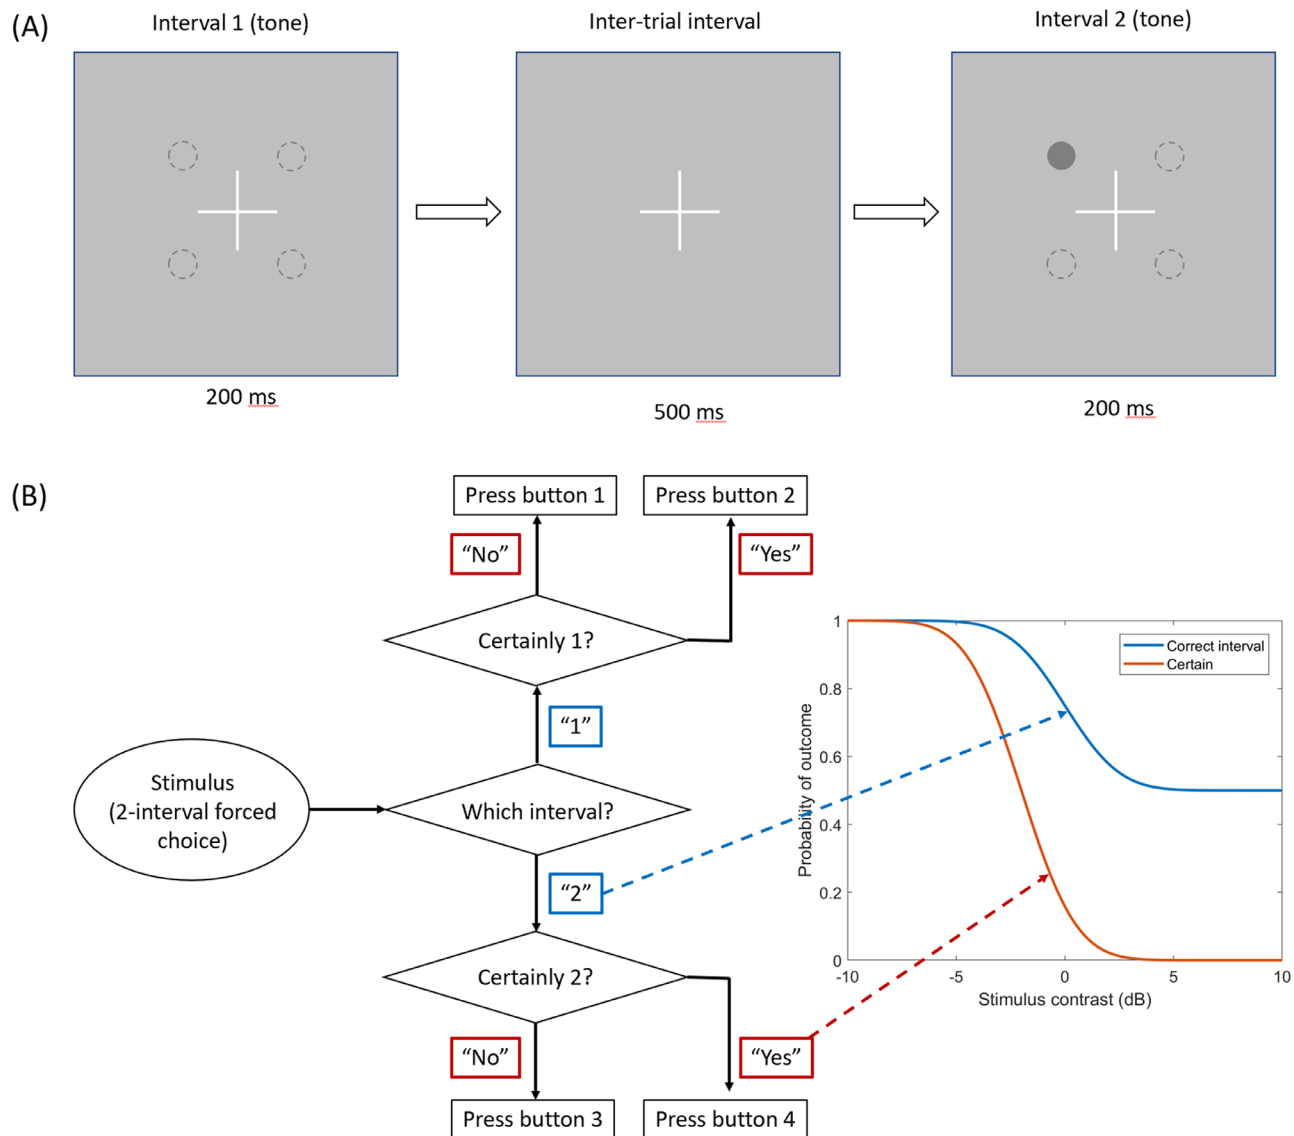 (A)
Interval 1 (tone)
Inter-trial interval
Interval 2 (tone)
200 ms
500 ms
200 ms
(B)
Press button 1
Press button 2
“No”
“Yes”
Certainly 1?
“1”
Stimulus
(2-interval forced
choice)
Which interval?
“2”
Certainly 2?
“No”
“Yes”
Press button 3
Press button 4
Correct interval
Certain
Probability of outcome
1
0.8
0.6
0.4
0.2
0
-10
-5
0
5
10
Stimulus contrast (dB)